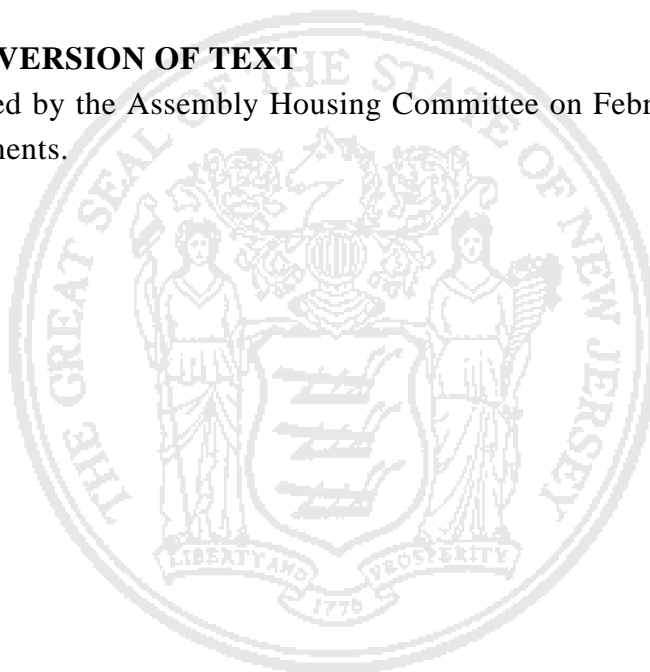 VERSION OF TEXT
ed by the Assembly Housing Committee on Febr
nents.
THE GREAT SEAL OF THE STATE OF NEW JERSEY
LIBERTY AND PROSPERITY
1776